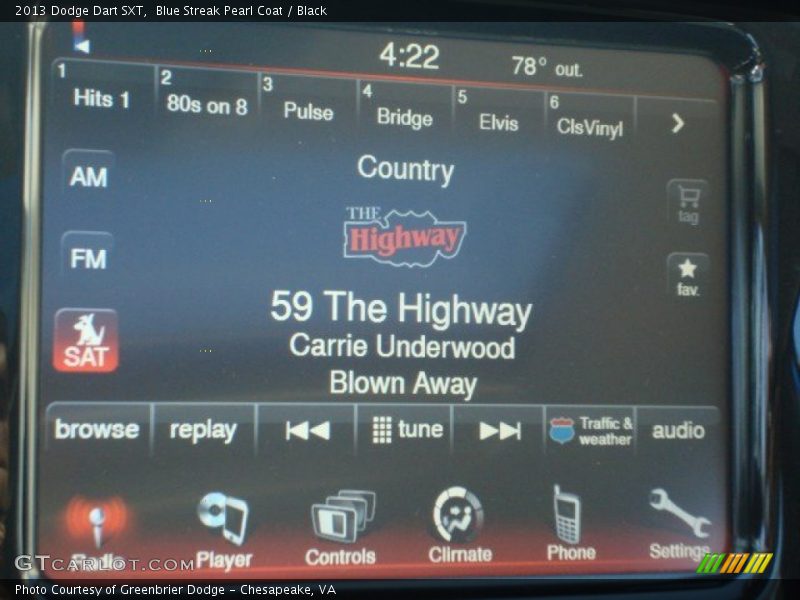 2013 Dodge Dart SXT,  Blue Streak Pearl Coat / Black
4:22
78° out.
1 Hits 1
2 80s on 8
3 Pulse
4 Bridge
5 Elvis
6 ClsVinyl
AM
Country
tag
THE Highway
FM
fav.
59 The Highway
SAT
Carrie Underwood
Blown Away
browse
replay
tune
Traffic & weather
audio
Radio
Player
Controls
Climate
Phone
Settings
GTCARLOT.COM
Photo Courtesy of Greenbrier Dodge – Chesapeake, VA